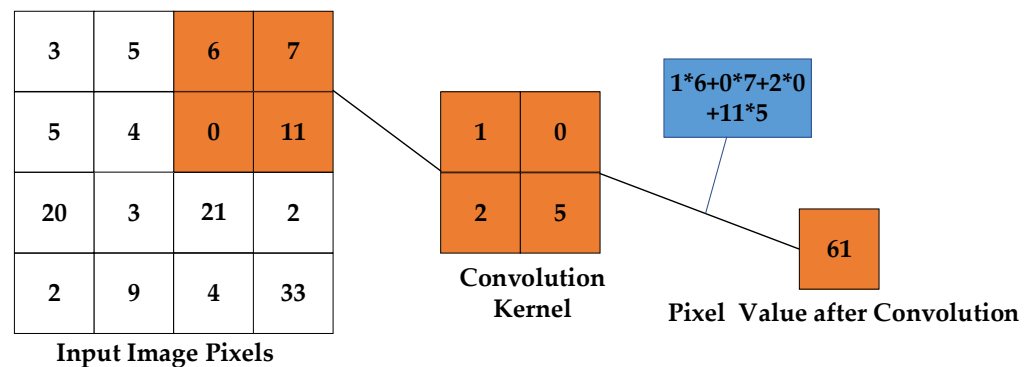 3 5 6 7
5 4 0 11
20 3 21 2
2 9 4 33
Input Image Pixels
1 0
2 5
Convolution
Kernel
1*6+0*7+2*0
+11*5
61
Pixel Value after Convolution